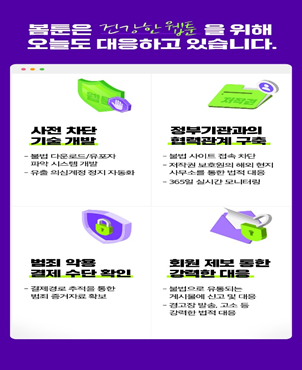 봄툰은 건강한 웹툰 을 위해
오늘도 대응하고 있습니다.
사전 차단
기술 개발
- 불법 다운로드/유포자
파악 시스템 개발
- 유출 의심계정 정지 자동화
저작권
정부기관과의
협력관계 구축
- 불법 사이트 접속 차단
- 저작권 보호원의 해외 현지
사무소를 통한 법적 대응
- 365일 실시간 모니터링
범죄 악용
결제 수단 확인
- 결제경로 추적을 통한
범죄 증거자료 확보
회원 제보 통한
강력한 대응
- 불법으로 유통되는
게시물에 신고 및 대응
- 경고장 발송, 고소 등
강력한 법적 대응